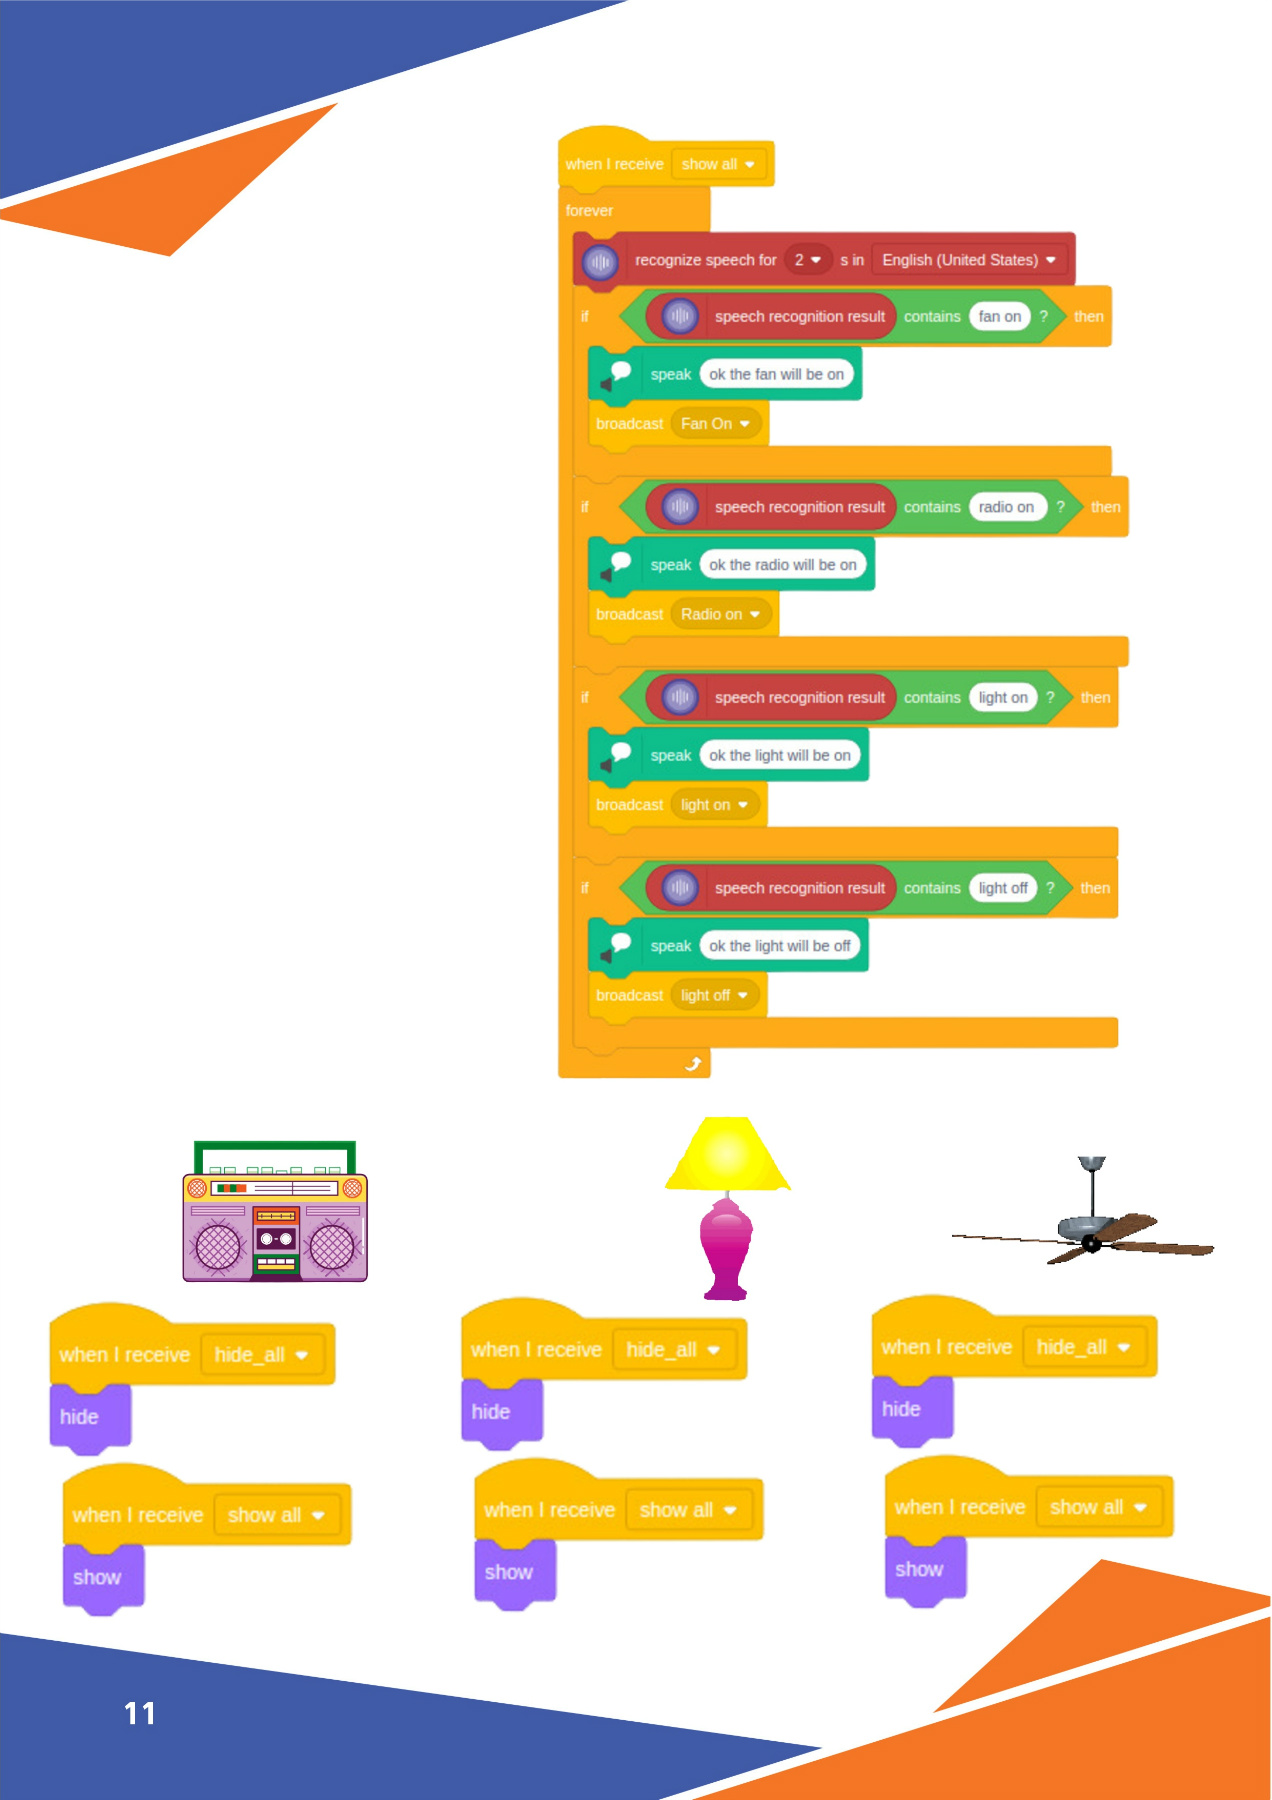 when I receive show all
forever
recognize speech for 2 s in English (United States)
if speech recognition result contains fan on ? then
speak ok the fan will be on
broadcast Fan On
if speech recognition result contains radio on ? then
speak ok the radio will be on
broadcast Radio on
if speech recognition result contains light on ? then
speak ok the light will be on
broadcast light on
if speech recognition result contains light off ? then
speak ok the light will be off
broadcast light off
when I receive hide_all
hide
when I receive show all
show
when I receive hide_all
hide
when I receive show all
show
when I receive hide_all
hide
when I receive show all
show
11